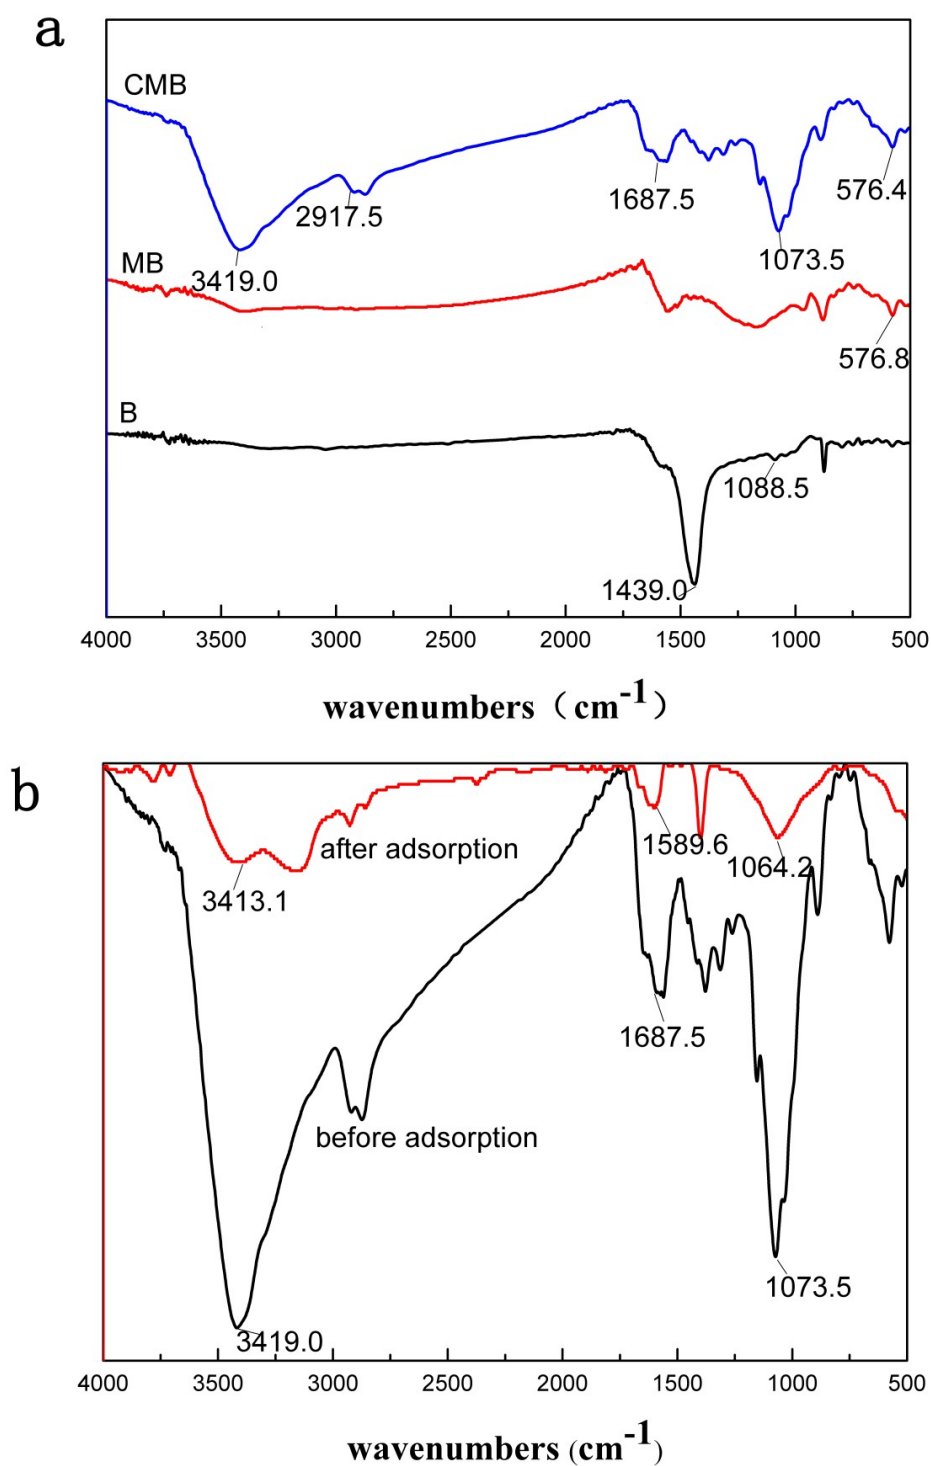 a
CMB
2917.5
1687.5
576.4
3419.0
1073.5
MB
576.8
B
1088.5
1439.0
4000 3500 3000 2500 2000 1500 1000 500
wavenumbers（cm-1）
b
after adsorption
1589.6
1064.2
3413.1
1687.5
before adsorption
1073.5
3419.0
4000 3500 3000 2500 2000 1500 1000 500
wavenumbers (cm-1)